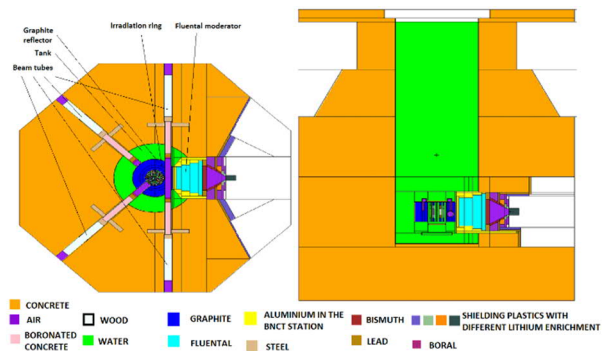 Graphite
reflector
Irradiation ring
Fluental moderator
Tank
Beam tubes
CONCRETE
AIR
BORONATED
CONCRETE
WOOD
WATER
GRAPHITE
FLUENTAL
ALUMINIUM IN THE
BNCT STATION
STEEL
BISMUTH
LEAD
SHIELDING PLASTICS WITH
DIFFERENT LITHIUM ENRICHMENT
BORAL